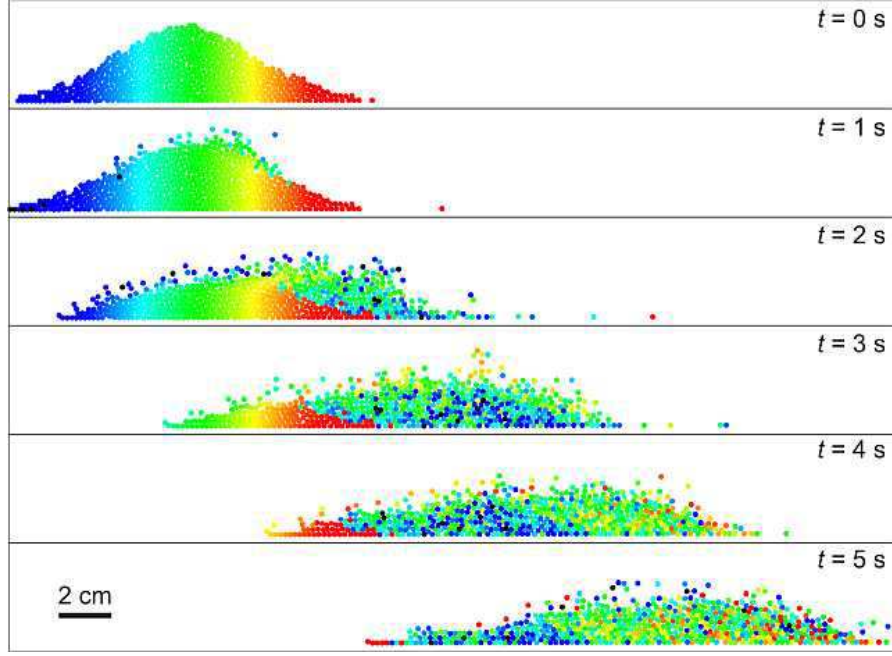 t = 0 s
t = 1 s
t = 2 s
t = 3 s
t = 4 s
t = 5 s
2 cm